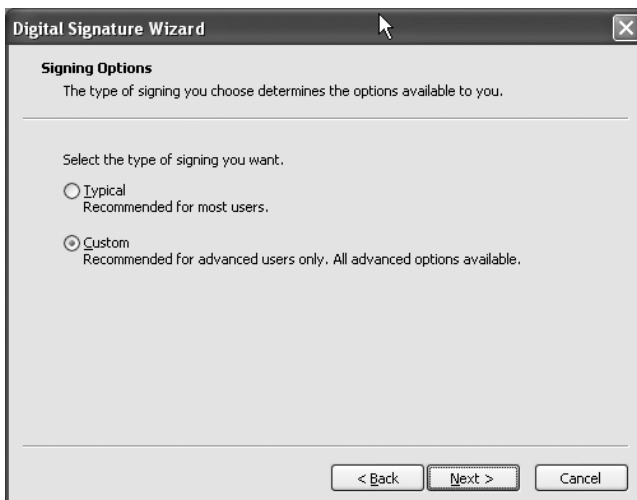 Digital Signature Wizard
Signing Options
The type of signing you choose determines the options available to you.
Select the type of signing you want.
Typical
Recommended for most users.
Custom
Recommended for advanced users only. All advanced options available.
< Back Next > Cancel